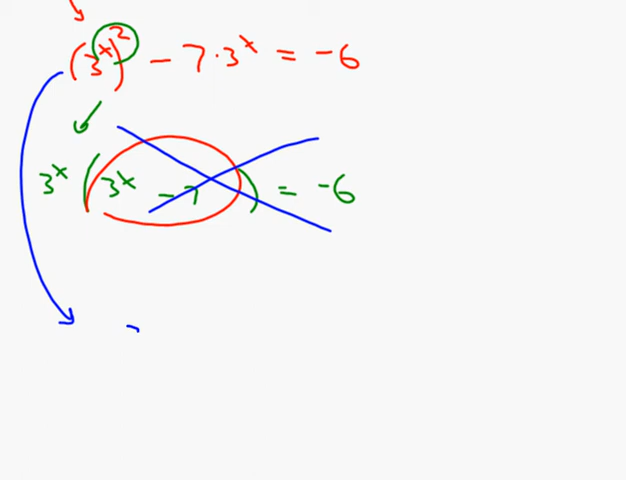 (3^x)^2 - 7·3^x = -6
3^x (3^x - 7) = -6